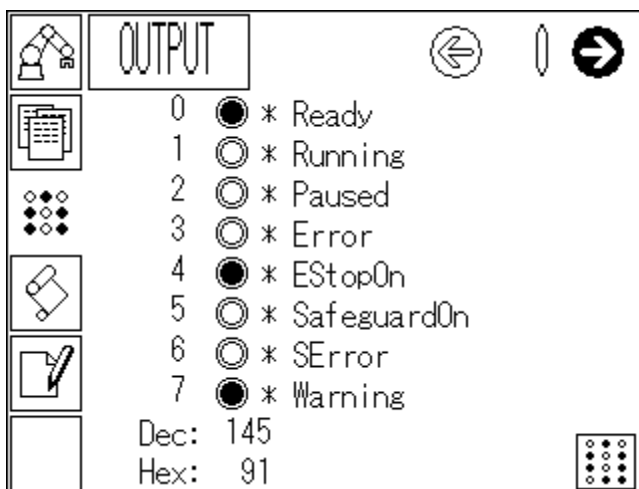 OUTPUT
0 * Ready
1 * Running
2 * Paused
3 * Error
4 * EStopOn
5 * SafeguardOn
6 * SError
7 * Warning
Dec: 145
Hex: 91